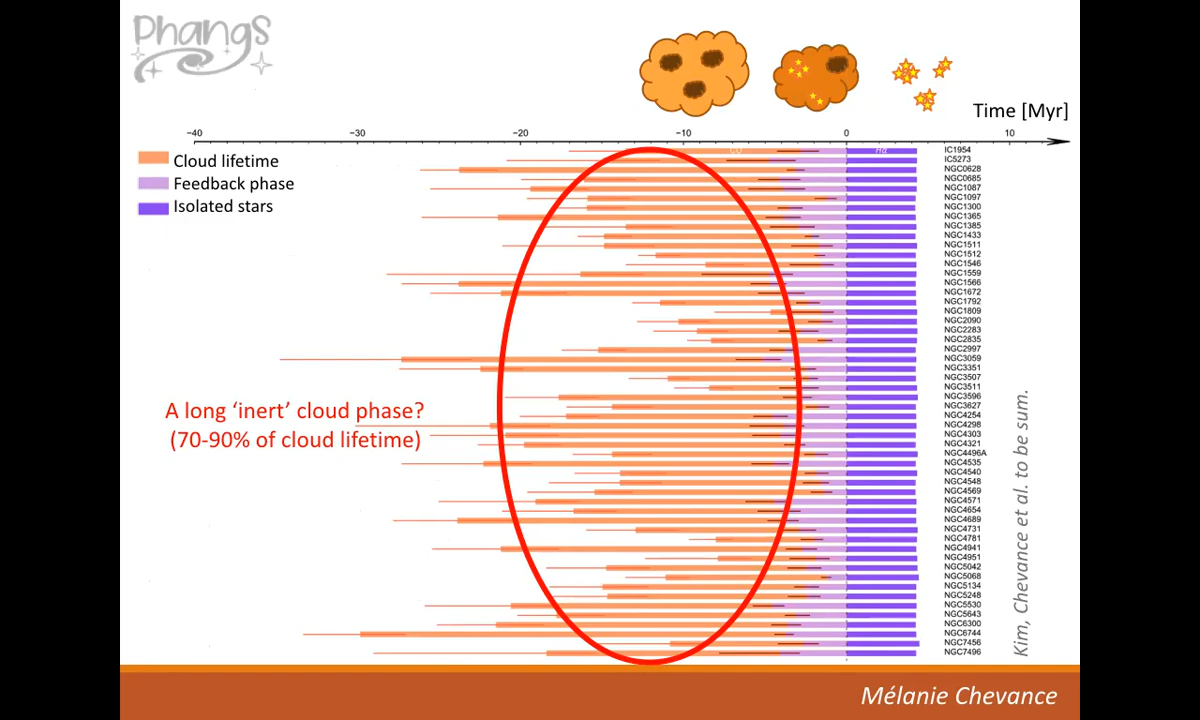 PHANGS
Time [Myr]
−40 −30 −20 −10 0 10
Cloud lifetime
Feedback phase
Isolated stars
CO
Hα
IC1954
IC5273
NGC0628
NGC0685
NGC1087
NGC1097
NGC1300
NGC1365
NGC1385
NGC1433
NGC1511
NGC1512
NGC1546
NGC1559
NGC1566
NGC1672
NGC1792
NGC1809
NGC2090
NGC2283
NGC2835
NGC2997
NGC3059
NGC3351
NGC3507
NGC3511
NGC3596
NGC3627
NGC4254
NGC4298
NGC4303
NGC4321
NGC4496A
NGC4535
NGC4540
NGC4548
NGC4569
NGC4571
NGC4654
NGC4689
NGC4731
NGC4781
NGC4941
NGC4951
NGC5042
NGC5068
NGC5134
NGC5248
NGC5530
NGC5643
NGC6300
NGC6744
NGC7456
NGC7496
A long ‘inert’ cloud phase?
(70-90% of cloud lifetime)
Kim, Chevance et al. to be sum.
Mélanie Chevance